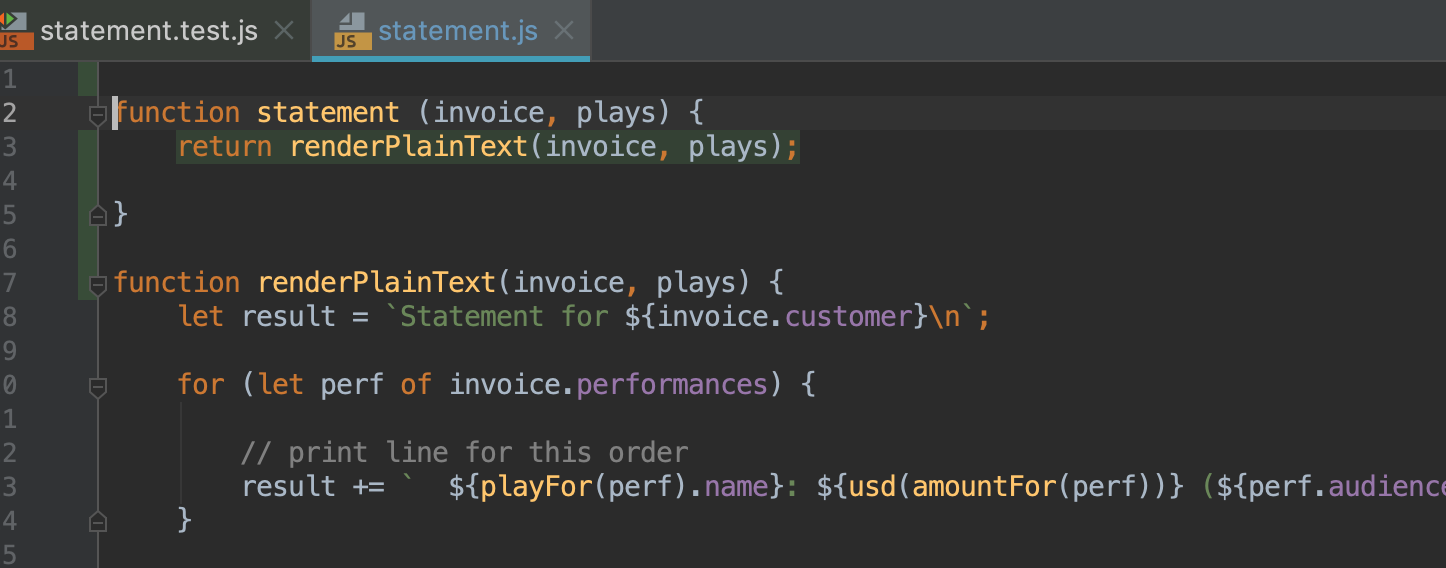 JS statement.test.js JS statement.js
1
2 function statement (invoice, plays) {
3 return renderPlainText(invoice, plays);
4
5 }
6
7 function renderPlainText(invoice, plays) {
8 let result = `Statement for ${invoice.customer}\n`;
9
0 for (let perf of invoice.performances) {
1
2 // print line for this order
3 result += `  ${playFor(perf).name}: ${usd(amountFor(perf))} (${perf.audience
4 }
5